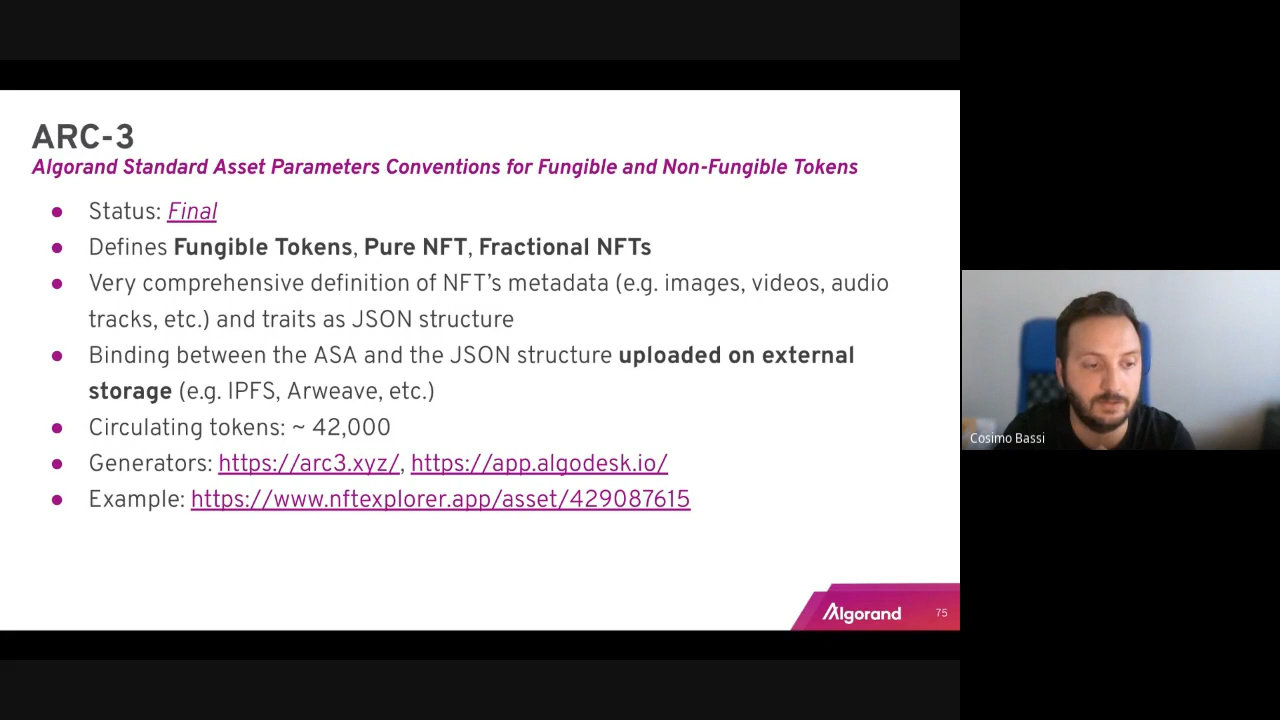 ARC-3
Algorand Standard Asset Parameters Conventions for Fungible and Non-Fungible Tokens
● Status: Final
● Defines Fungible Tokens, Pure NFT, Fractional NFTs
● Very comprehensive definition of NFT’s metadata (e.g. images, videos, audio
tracks, etc.) and traits as JSON structure
● Binding between the ASA and the JSON structure uploaded on external
storage (e.g. IPFS, Arweave, etc.)
● Circulating tokens: ~ 42,000
● Generators: https://arc3.xyz/, https://app.algodesk.io/
● Example: https://www.nftexplorer.app/asset/429087615
Algorand
75
Cosimo Bassi